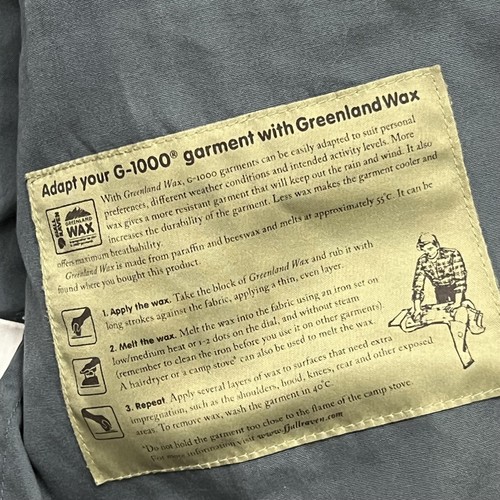 Adapt your G-1000® garment with Greenland Wax
FJÄLL RÄVEN
GREENLAND
WAX
With Greenland Wax, G-1000 garments can be easily adapted to suit personal
preferences, different weather conditions and intended activity levels. More
wax gives a more resistant garment that will keep out the rain and wind. It also
increases the durability of the garment. Less wax makes the garment cooler and
offers maximum breathability.
Greenland Wax is made from paraffin and beeswax and melts at approximately 55°C. It can be
found where you bought this product.
1. Apply the wax. Take the block of Greenland Wax and rub it with
long strokes against the fabric, applying a thin, even layer.
2. Melt the wax. Melt the wax into the fabric using an iron set on
low/medium heat or 1-2 dots on the dial, and without steam
(remember to clean the iron before you use it on other garments)
A hairdryer or a camp stove* can also be used to melt the wax.
3. Repeat. Apply several layers of wax to surfaces that need extra
impregnation, such as the shoulders, hood, knees, rear and other exposed
areas. To remove wax, wash the garment in 40°C.
*Do not hold the garment too close to the flame of the camp stove.
For more information visit www.fjallraven.com